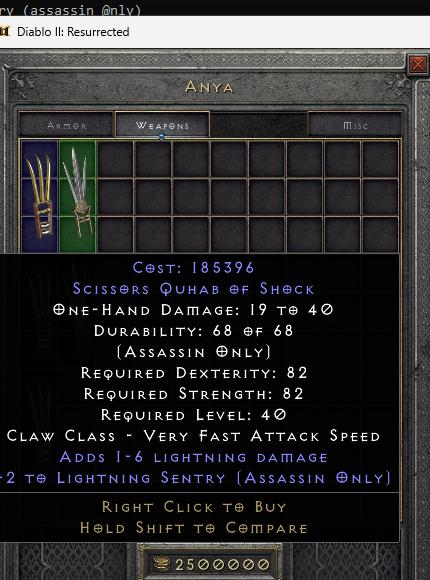 ry (assassin @nly)
Diablo II: Resurrected
Anya
Armor
Weapons
Misc
Cost: 185396
Scissors Quhab of Shock
One-Hand Damage: 19 to 40
Durability: 68 of 68
(Assassin Only)
Required Dexterity: 82
Required Strength: 82
Required Level: 40
Claw Class - Very Fast Attack Speed
Adds 1-6 lightning damage
-2 to Lightning Sentry (Assassin Only)
Right Click to Buy
Hold Shift to Compare
2500000